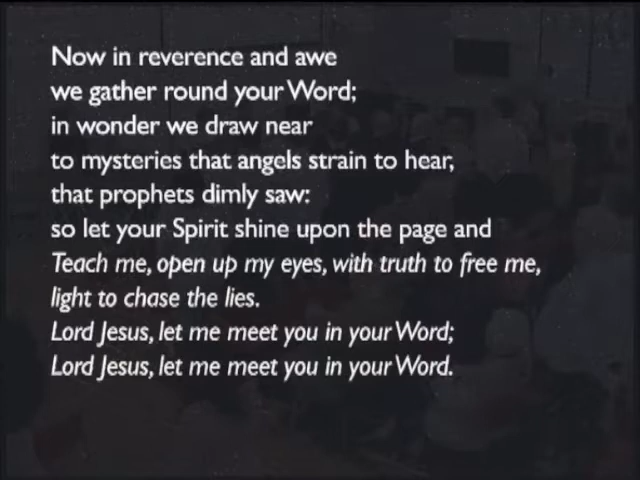 Now in reverence and awe
we gather round your Word;
in wonder we draw near
to mysteries that angels strain to hear,
that prophets dimly saw:
so let your Spirit shine upon the page and
Teach me, open up my eyes, with truth to free me,
light to chase the lies.
Lord Jesus, let me meet you in your Word;
Lord Jesus, let me meet you in your Word.